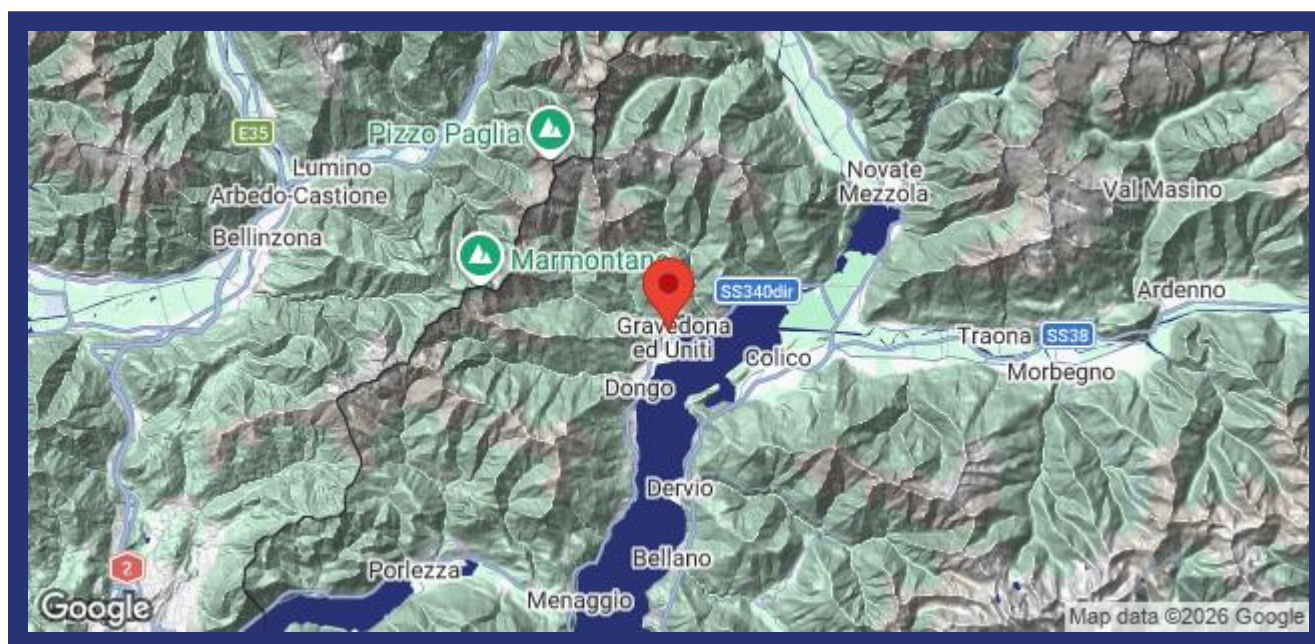 E35
Pizzo Paglia
Lumino
Novate
Mezzola
Val Masino
Arbedo-Castione
Bellinzona
Marmontana
SS340dir
Ardenno
Gravedona
ed Uniti
Traona
SS38
Colico
Morbegno
Dongo
Dervio
Bellano
2
Porlezza
Menaggio
Google
Map data ©2026 Google